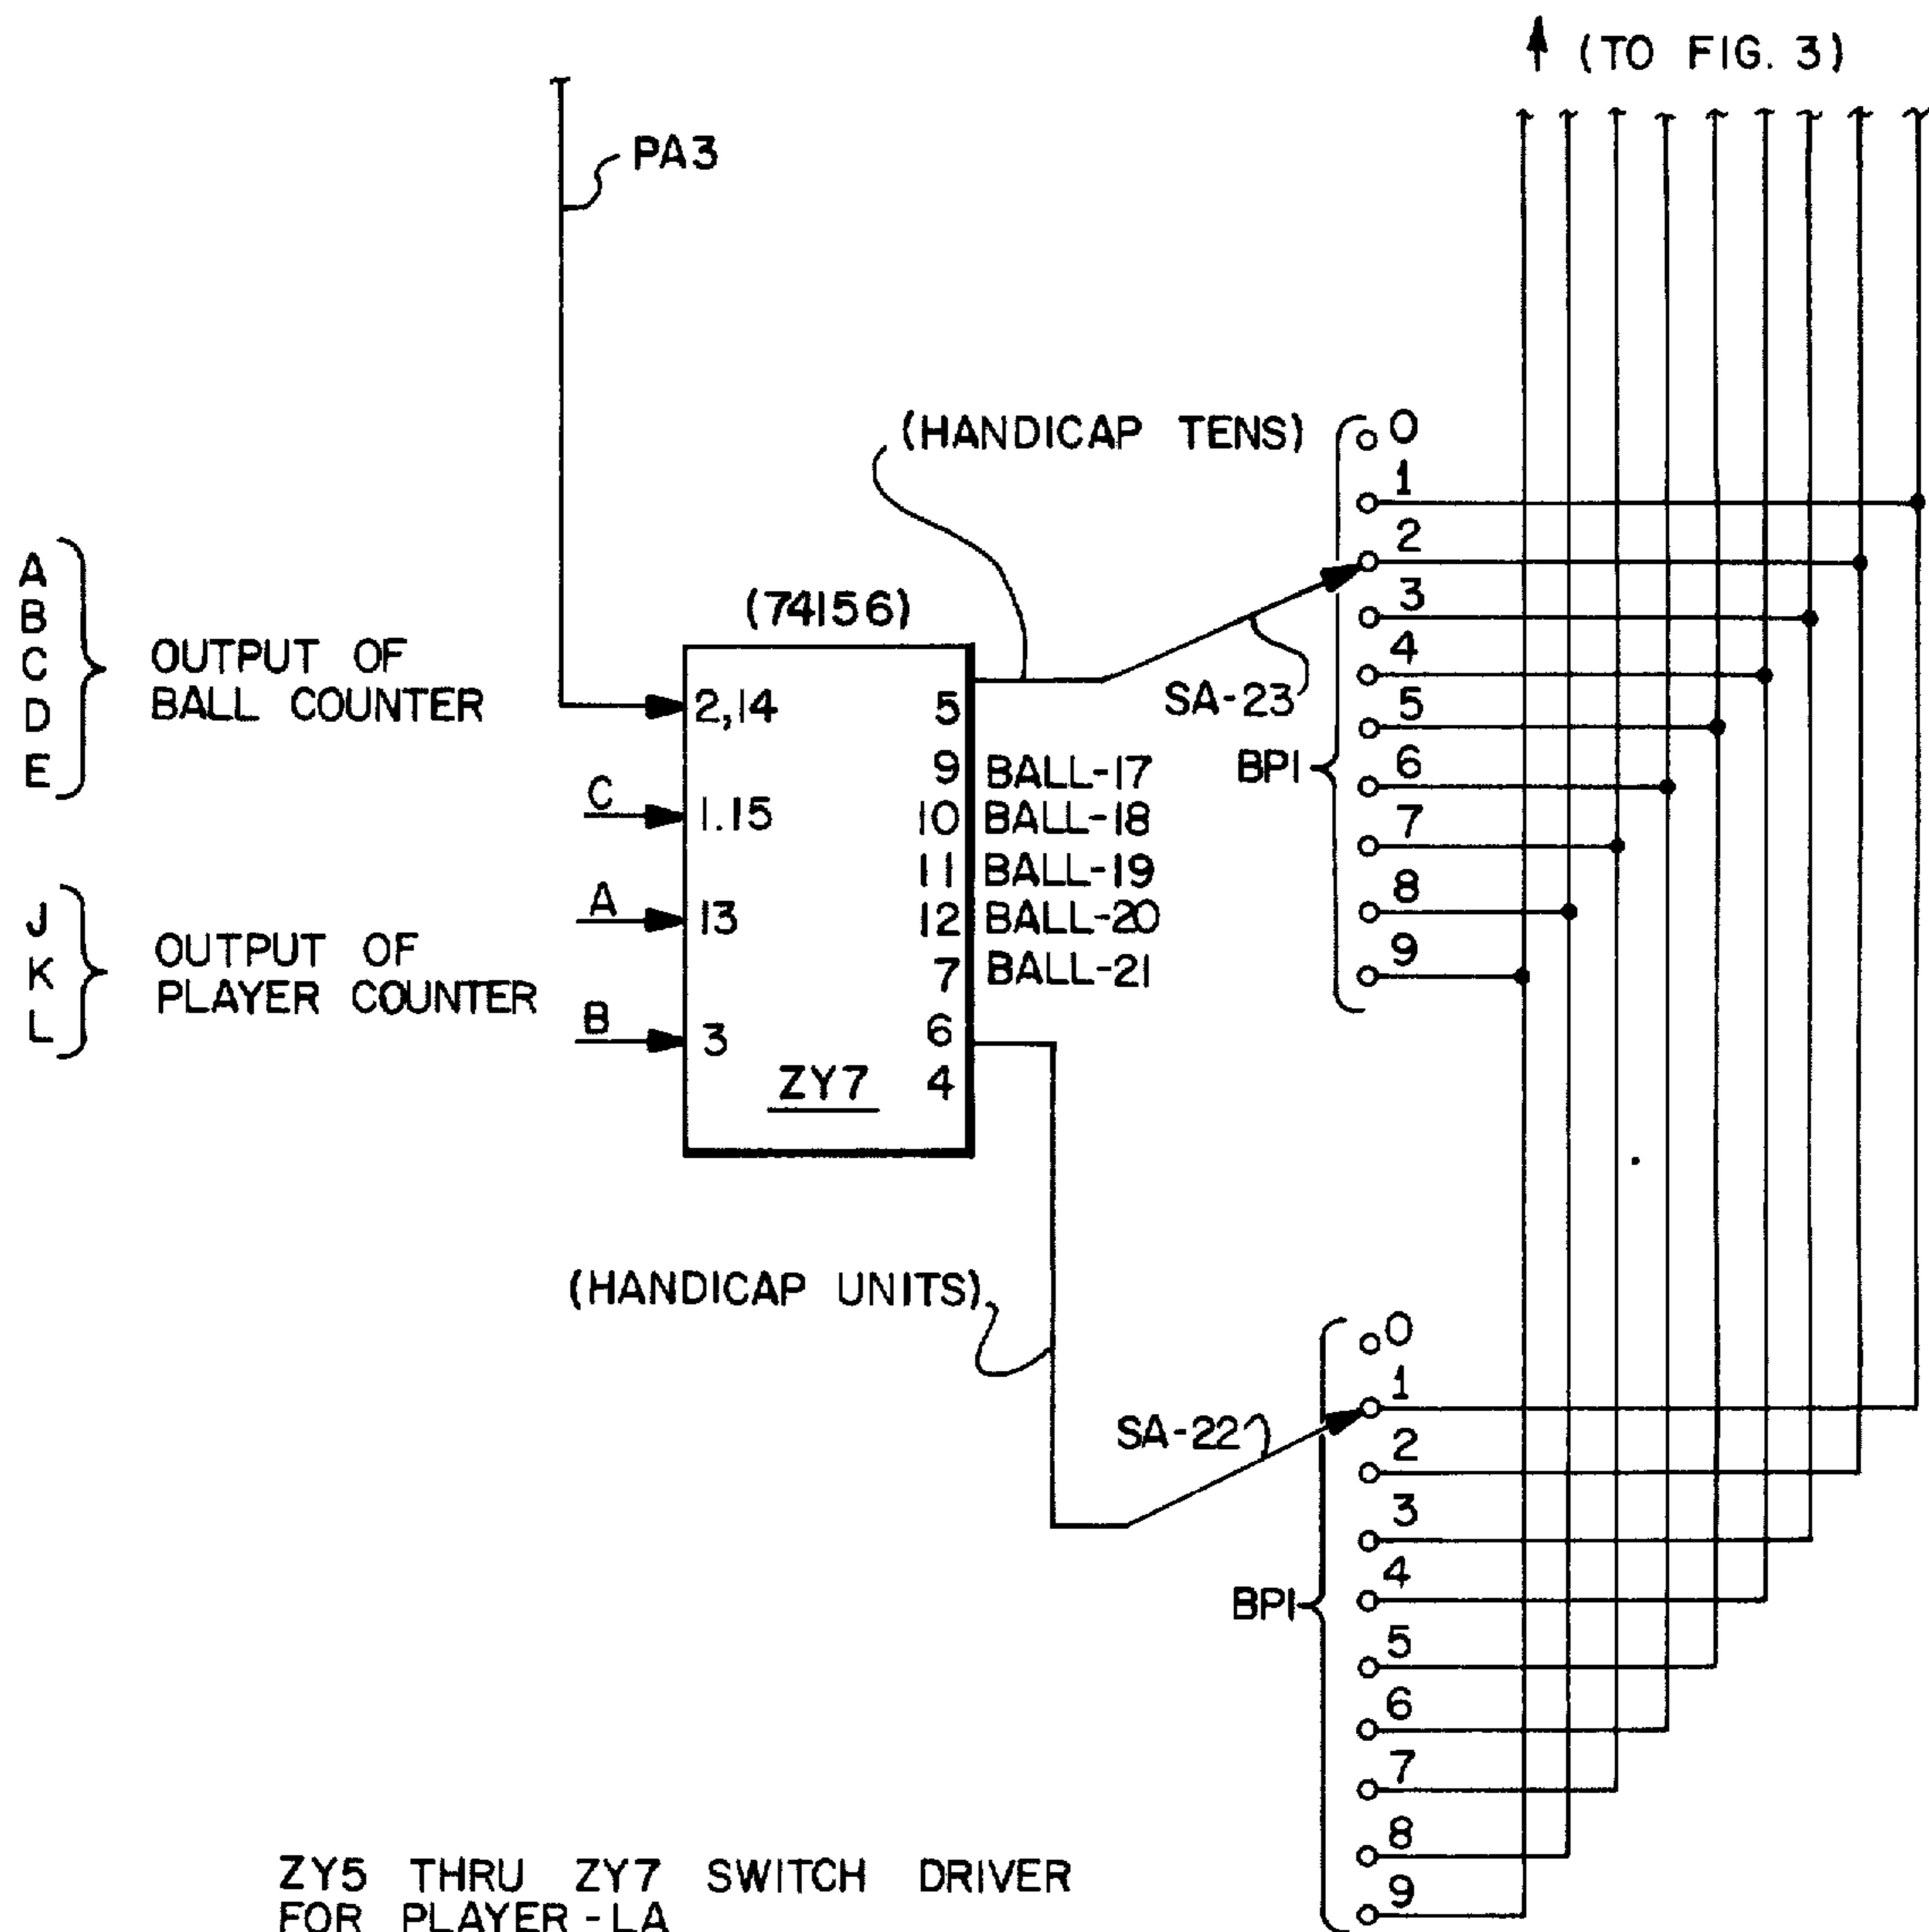 (TO FIG. 3)
PA3
(HANDICAP TENS)
0
1
2
3
4
5
6
7
8
9
SA-23
BPI
A
B
C
D
E
OUTPUT OF
BALL COUNTER
J
K
L
OUTPUT OF
PLAYER COUNTER
(74156)
2,14
C
1.15
A
13
B
3
ZY7
5
9 BALL-17
10 BALL-18
11 BALL-19
12 BALL-20
7 BALL-21
6
4
(HANDICAP UNITS)
SA-22
BPI
0
1
2
3
4
5
6
7
8
9
ZY5 THRU ZY7 SWITCH DRIVER
FOR PLAYER-LA